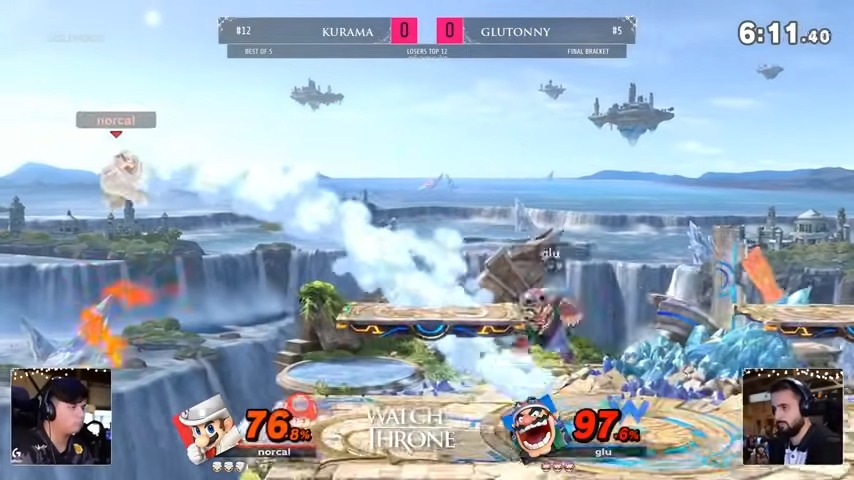 #12 KURAMA 0 0 GLUTONNY #5
BEST OF 5 LOSERS TOP 12 FINAL BRACKET
6:11.40
norcal
glu
76.8%
norcal
WATCH
THRONE
97.6%
glu